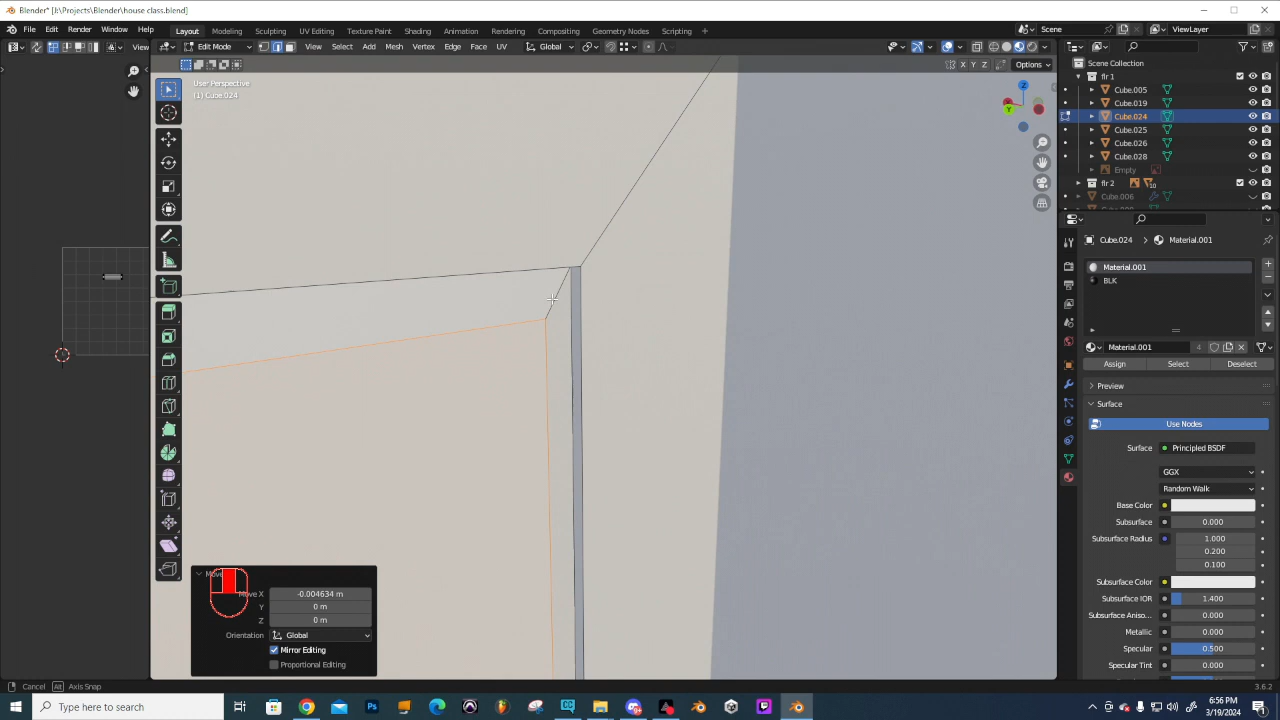 Blender* [J:\Projects\Blender\house class.blend]
File Edit Render Window Help Layout Modeling Sculpting UV Editing Texture Paint Shading Animation Rendering Compositing Geometry Nodes Scripting + Scene ViewLayer
View Edit Mode View Select Add Mesh Vertex Edge Face UV Global
X Y Z Options
User Perspective
(1) Cube.024
Z
Y
Scene Collection
flr 1
Cube.005
Cube.019
Cube.024
Cube.025
Cube.026
Cube.028
Empty
flr 2 10
Cube.006
Cube.024 Material.001
Material.001
BLK
Material.001 4
Assign Select Deselect
Preview
Surface
Use Nodes
Surface Principled BSDF
GGX
Random Walk
Base Color
Subsurface 0.000
Subsurface Radius 1.000
0.200
0.100
Subsurface Color
Subsurface IOR 1.400
Subsurface Aniso... 0.000
Metallic 0.000
Specular 0.500
Specular Tint 0.000
Move
Move X -0.004634 m
Y 0 m
Z 0 m
Orientation Global
Mirror Editing
Proportional Editing
Cancel Alt Axis Snap 3.6.2
Type here to search
6:56 PM
3/19/2024